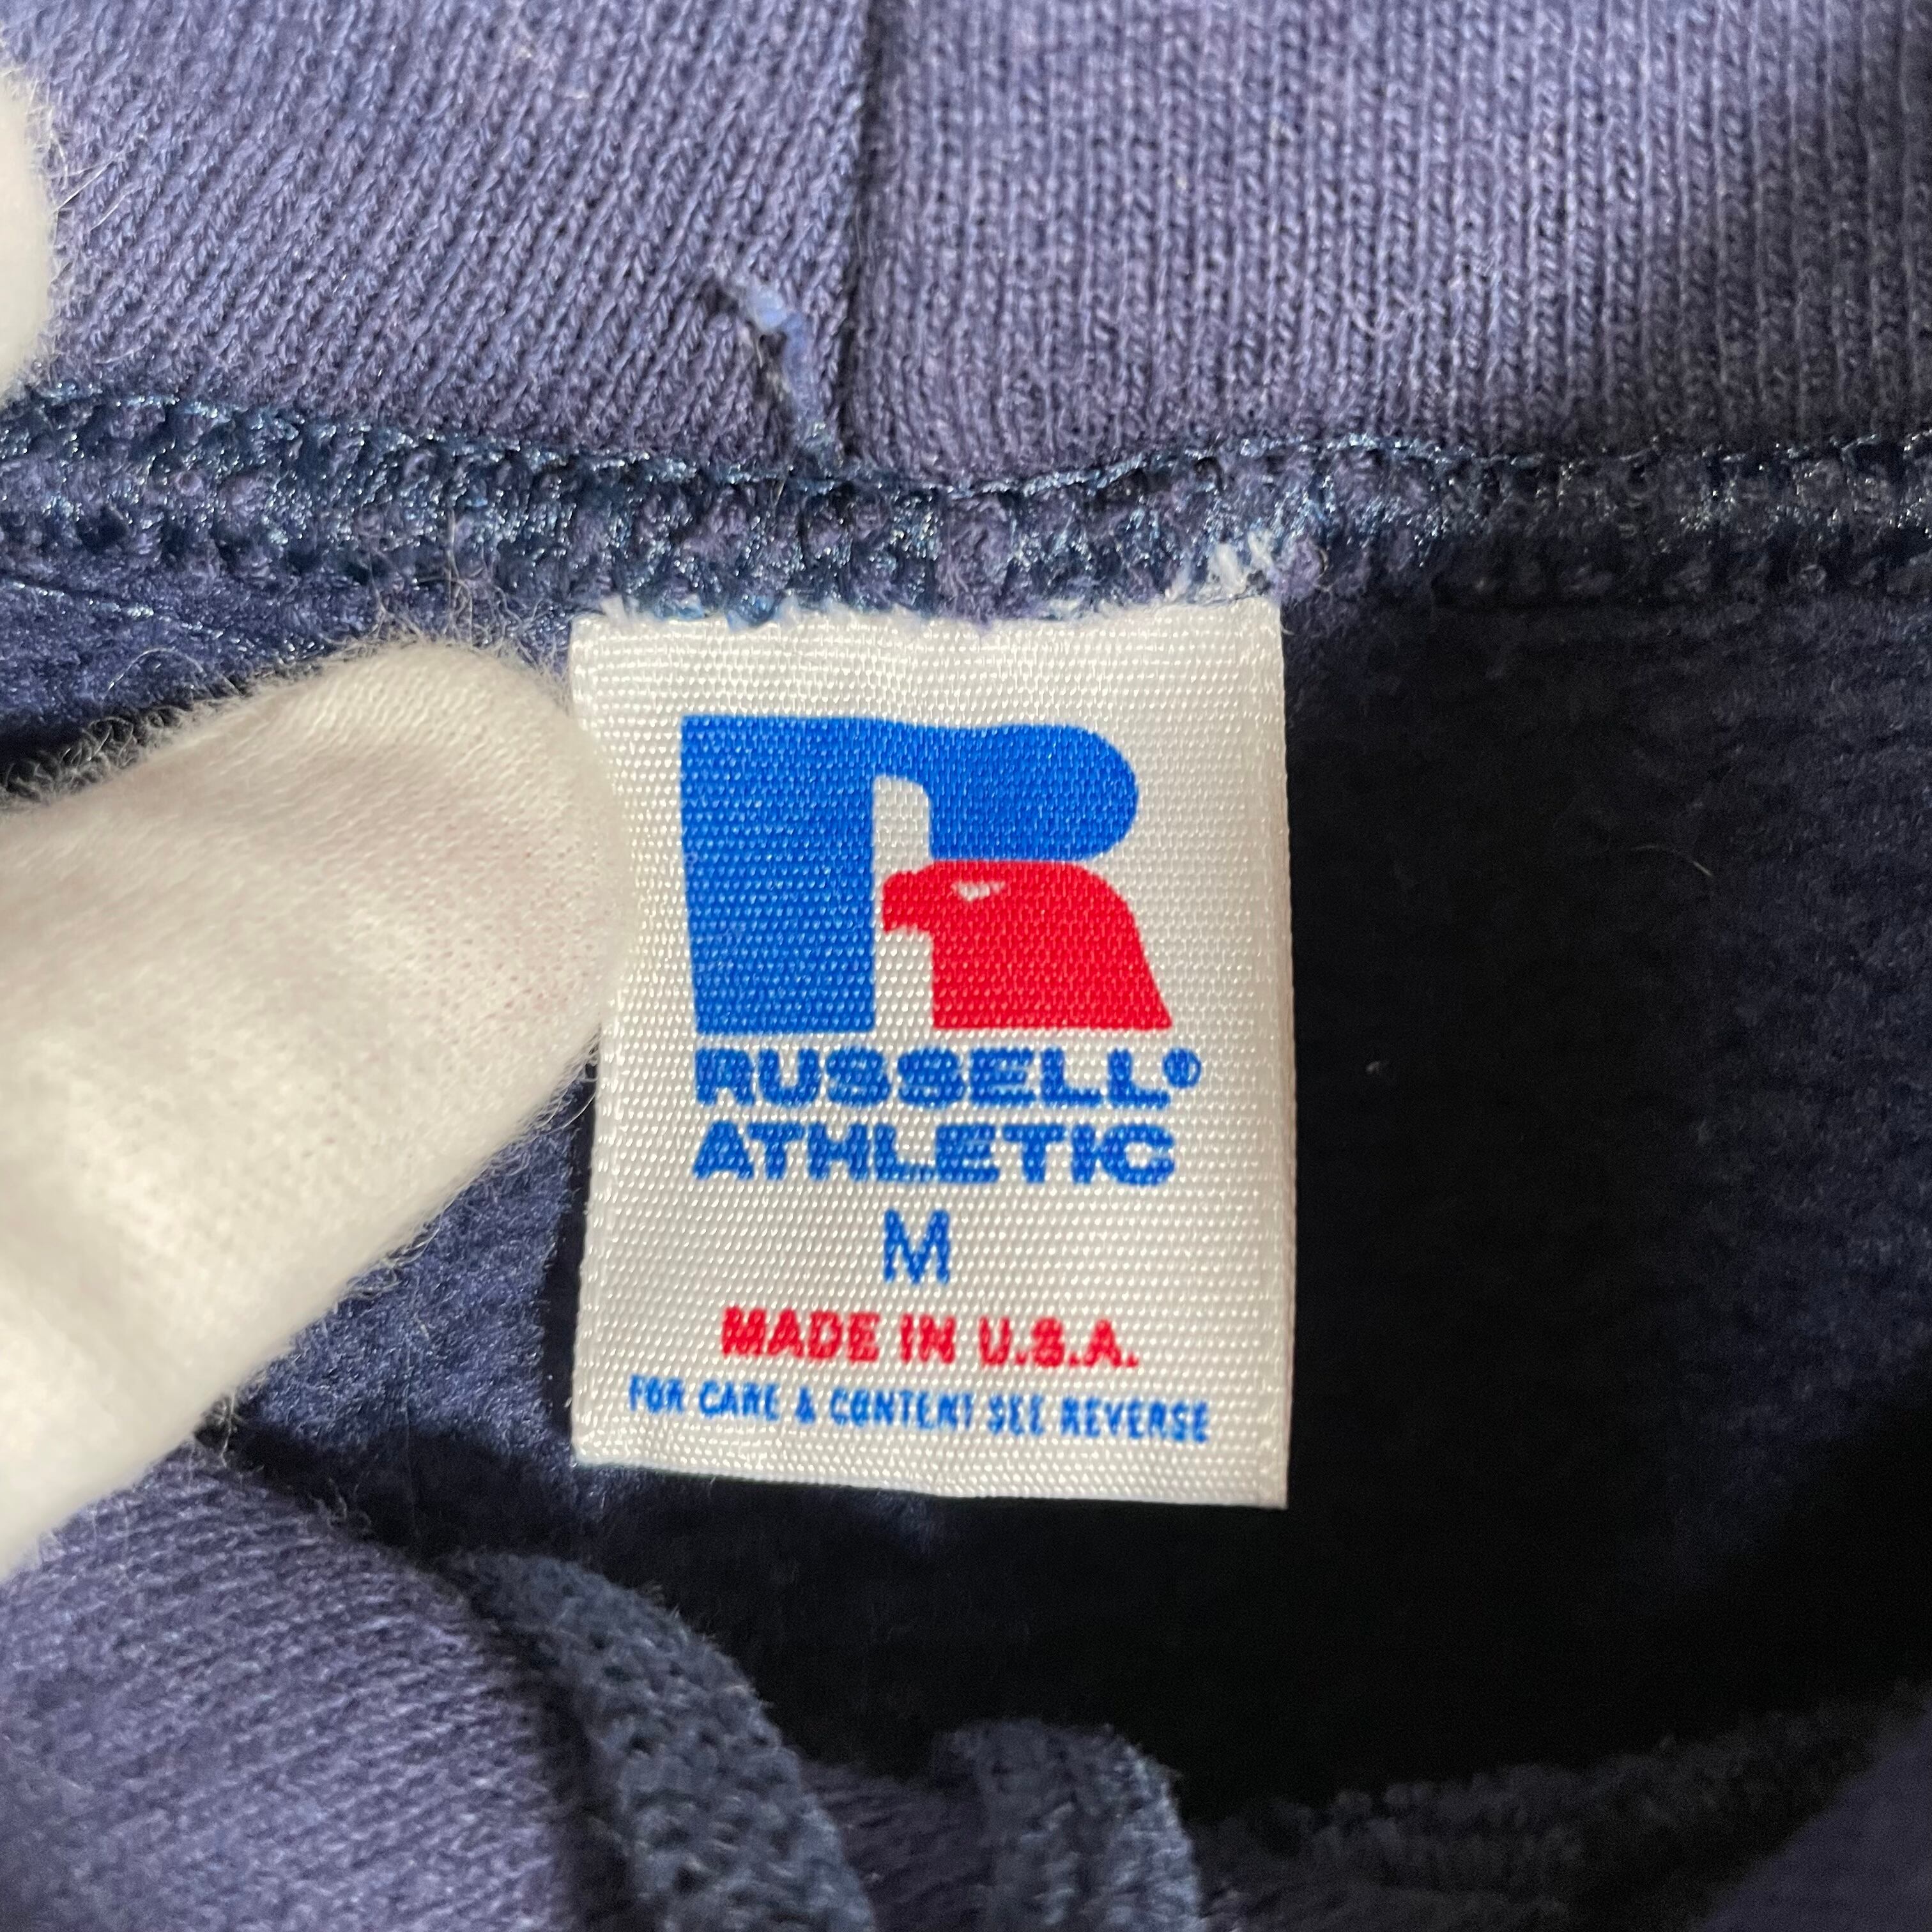 RUSSELL®
ATHLETIC
M
MADE IN U.S.A.
FOR CARE & CONTENT SEE REVERSE